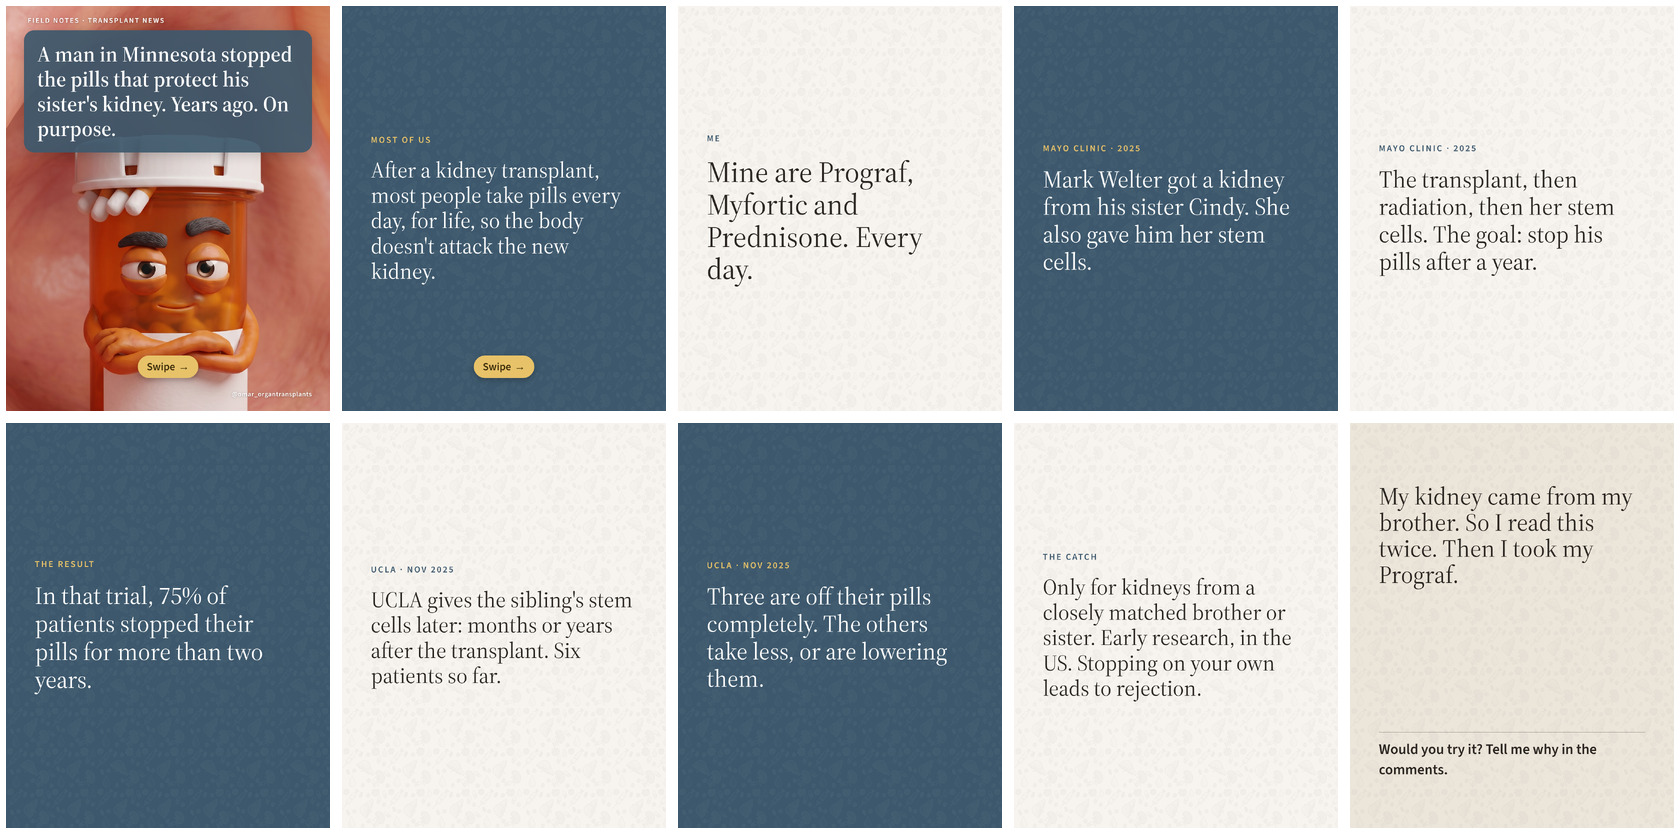 FIELD NOTES · TRANSPLANT NEWS
A man in Minnesota stopped
the pills that protect his
sister's kidney. Years ago. On
purpose.
Swipe →
@omar_organtransplants
MOST OF US
After a kidney transplant,
most people take pills every
day, for life, so the body
doesn't attack the new
kidney.
Swipe →
ME
Mine are Prograf,
Myfortic and
Prednisone. Every
day.
MAYO CLINIC · 2025
Mark Welter got a kidney
from his sister Cindy. She
also gave him her stem
cells.
MAYO CLINIC · 2025
The transplant, then
radiation, then her stem
cells. The goal: stop his
pills after a year.
THE RESULT
In that trial, 75% of
patients stopped their
pills for more than two
years.
UCLA · NOV 2025
UCLA gives the sibling's stem
cells later: months or years
after the transplant. Six
patients so far.
UCLA · NOV 2025
Three are off their pills
completely. The others
take less, or are lowering
them.
THE CATCH
Only for kidneys from a
closely matched brother or
sister. Early research, in the
US. Stopping on your own
leads to rejection.
My kidney came from my
brother. So I read this
twice. Then I took my
Prograf.
Would you try it? Tell me why in the
comments.